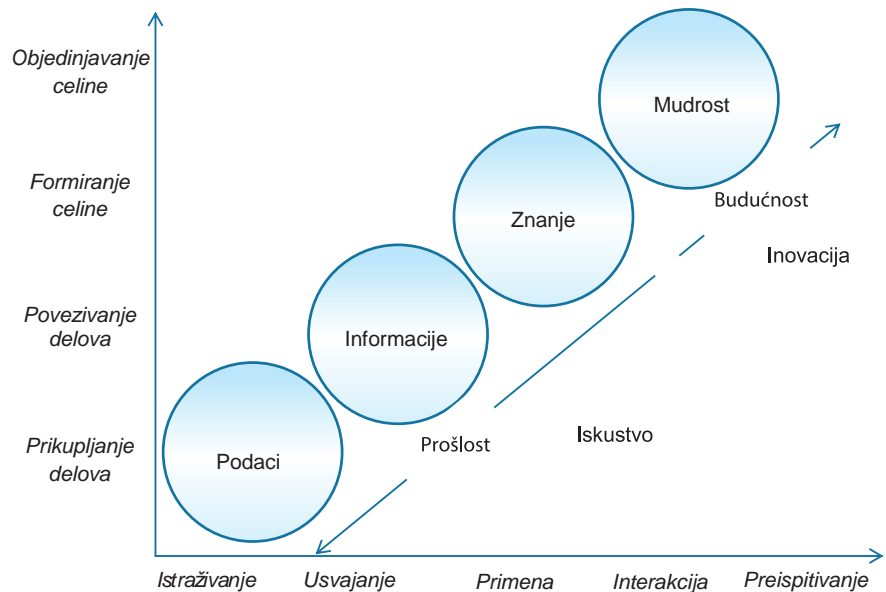 Objedinjavanje
celine
Mudrost
Formiranje
celine
Budućnost
Znanje
Inovacija
Povezivanje
delova
Informacije
Prošlost
Iskustvo
Prikupljanje
delova
Podaci
Istraživanje Usvajanje Primena Interakcija Preispitivanje